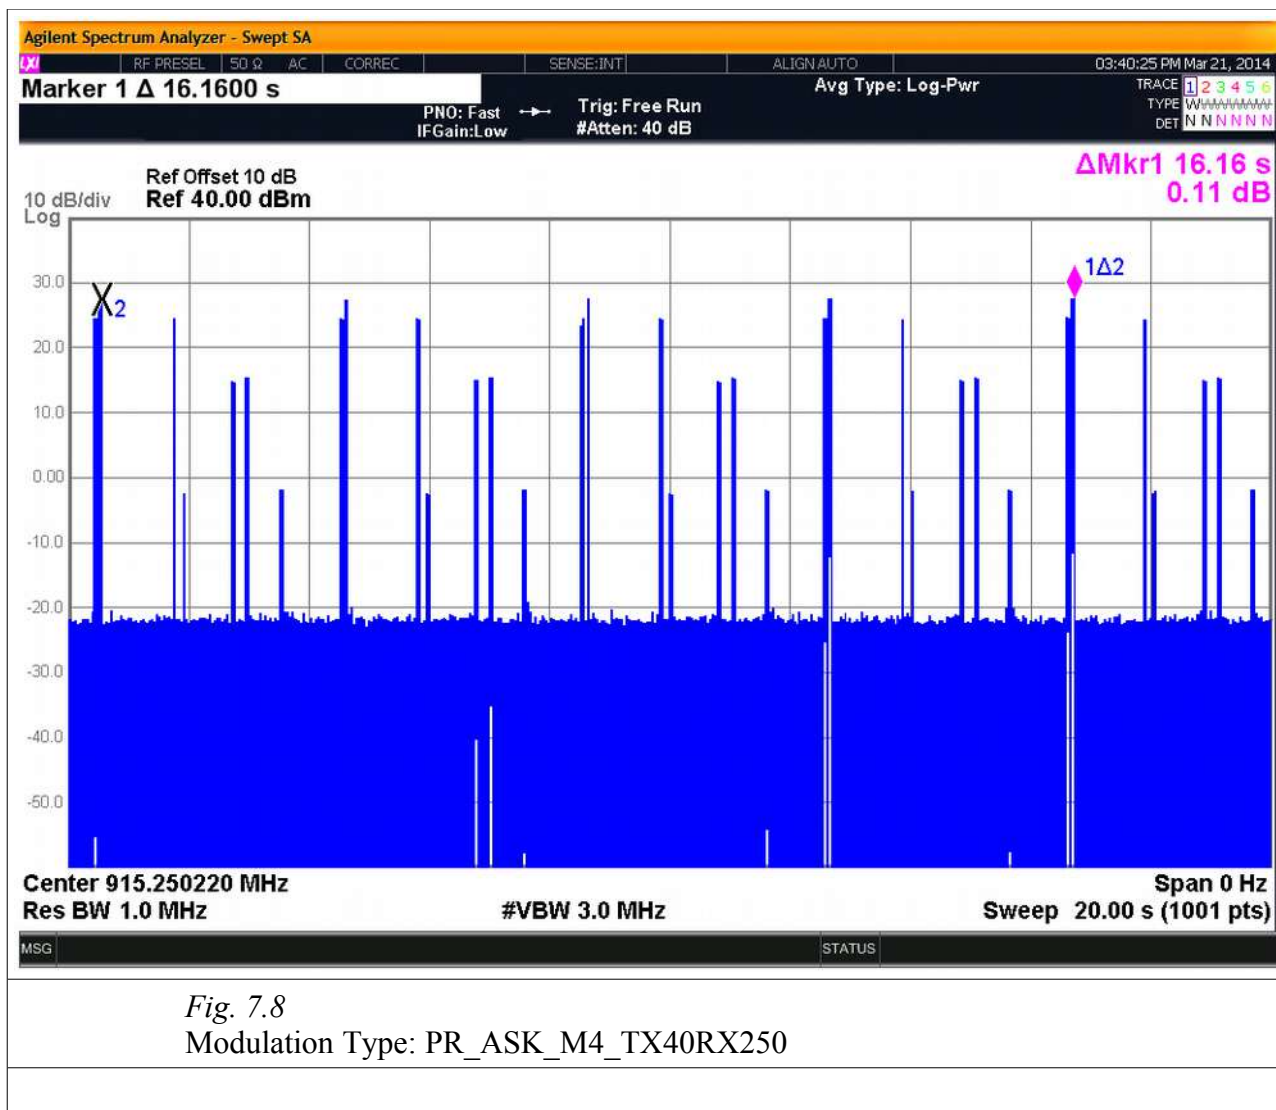 Agilent Spectrum Analyzer - Swept SA
LXI RF PRESEL 50 Ω AC CORREC SENSE:INT ALIGN AUTO 03:40:25 PM Mar 21, 2014
Marker 1 Δ 16.1600 s
Avg Type: Log-Pwr
TRACE 1 2 3 4 5 6
PNO: Fast Trig: Free Run
TYPE WWWWWW
IFGain:Low #Atten: 40 dB
DET N N N N N N
ΔMkr1 16.16 s
0.11 dB
Ref Offset 10 dB
10 dB/div Ref 40.00 dBm
Log
30.0
20.0
10.0
0.00
-10.0
-20.0
-30.0
-40.0
-50.0
2
1Δ2
Center 915.250220 MHz Span 0 Hz
Res BW 1.0 MHz #VBW 3.0 MHz Sweep 20.00 s (1001 pts)
MSG STATUS
Fig. 7.8
Modulation Type: PR_ASK_M4_TX40RX250